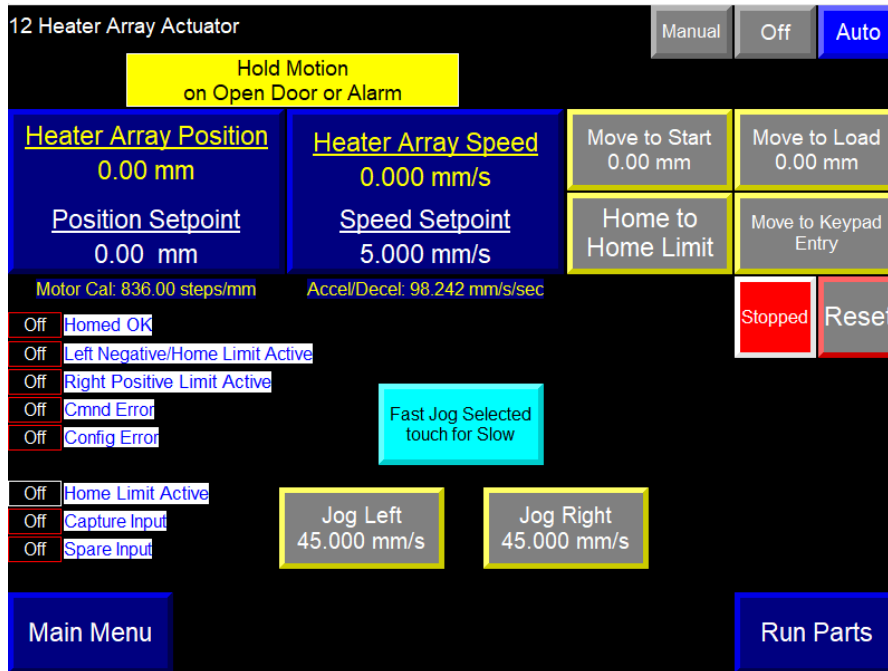 12 Heater Array Actuator
Manual
Off
Auto
Hold Motion
on Open Door or Alarm
Heater Array Position
0.00 mm
Position Setpoint
0.00 mm
Heater Array Speed
0.000 mm/s
Speed Setpoint
5.000 mm/s
Move to Start
0.00 mm
Move to Load
0.00 mm
Home to
Home Limit
Move to Keypad
Entry
Motor Cal: 836.00 steps/mm
Accel/Decel: 98.242 mm/s/sec
Stopped
Reset
Off Homed OK
Off Left Negative/Home Limit Active
Off Right Positive Limit Active
Off Cmnd Error
Off Config Error
Fast Jog Selected
touch for Slow
Off Home Limit Active
Off Capture Input
Off Spare Input
Jog Left
45.000 mm/s
Jog Right
45.000 mm/s
Main Menu
Run Parts